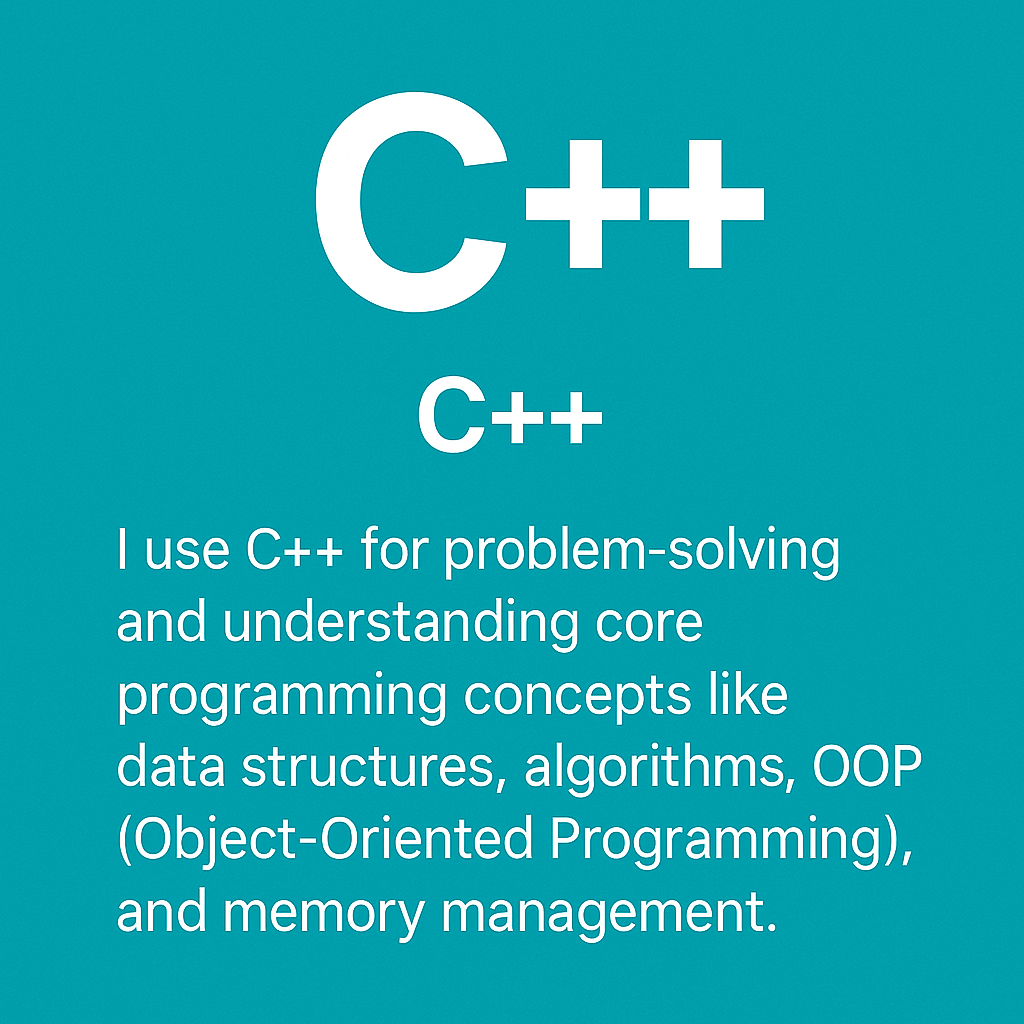 C++
C++
I use C++ for problem-solving
and understanding core
programming concepts like
data structures, algorithms, OOP
(Object-Oriented Programming),
and memory management.